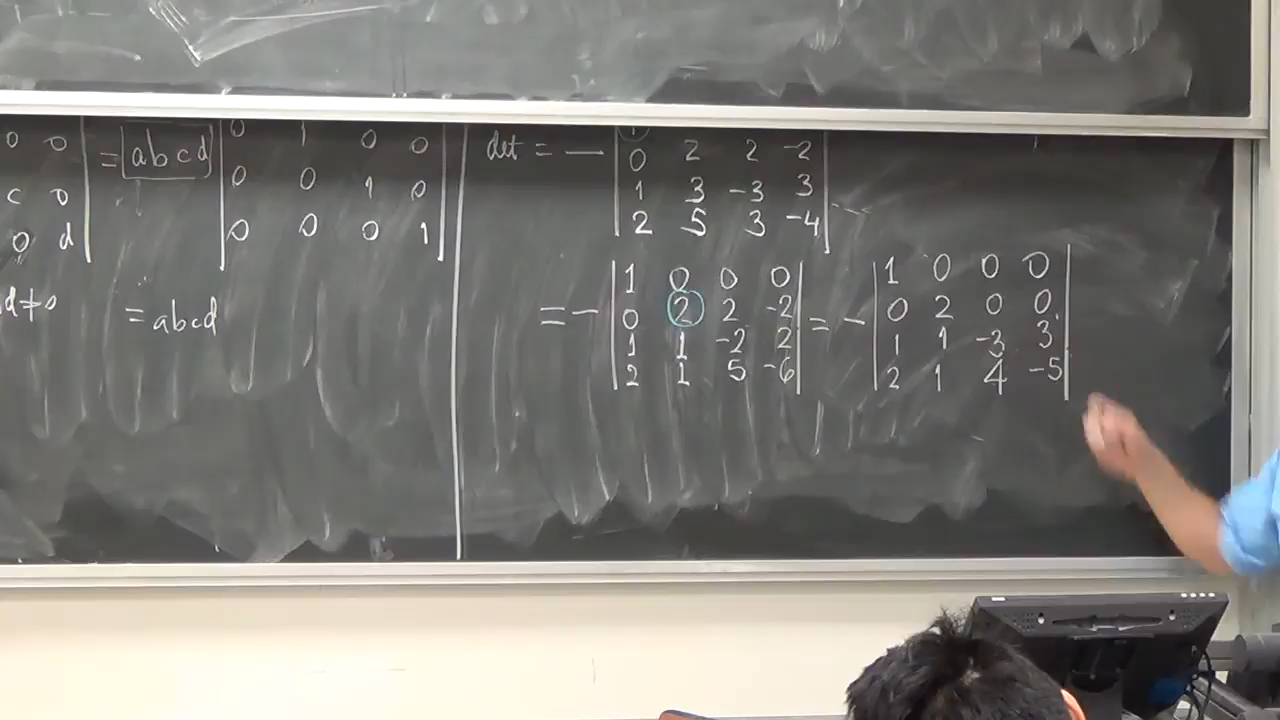 0 0 | = abcd | 0 1 0 0
c 0 | 0 0 1 0
0 d | 0 0 0 1 |
d≠0 = abcd
det = — |
0 2 2 -2
1 3 -3 3
2 5 3 -4 |
= - | 1 0 0 0 | = - | 1 0 0 0 |
0 2 2 -2 0 2 0 0
1 1 -2 2 1 1 -3 3
2 1 5 -6 2 1 4 -5